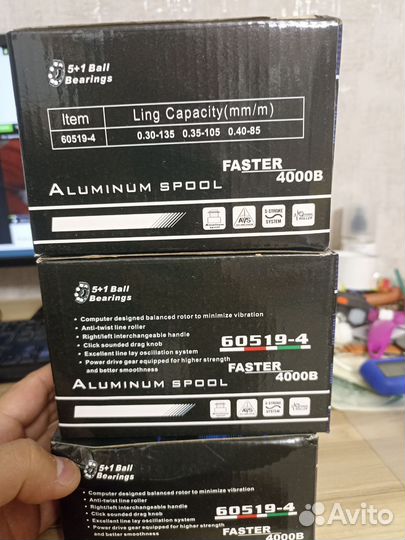 5+1 Ball
Bearings
Item Ling Capacity(mm/m)
60519-4 0.30-135 0.35-105 0.40-85
FASTER
4000B
ALUMINUM SPOOL
5+1 Ball
Bearings
• Computer designed balanced rotor to minimize vibration
• Anti-twist line roller
• Right/left interchangeable handle
• Click sounded drag knob
• Excellent line lay oscillation system
• Power drive gear equipped for higher strength
and better smoothness
60519-4
FASTER
4000B
ALUMINUM SPOOL
5+1 Ball
Bearings
• Computer designed balanced rotor to minimize vibration
• Anti-twist line roller
• Right/left interchangeable handle
• Click sounded drag knob
• Excellent line lay oscillation system
• Power drive gear equipped for higher strength
and better smoothness
60519-4
FASTER
4000B
Avito